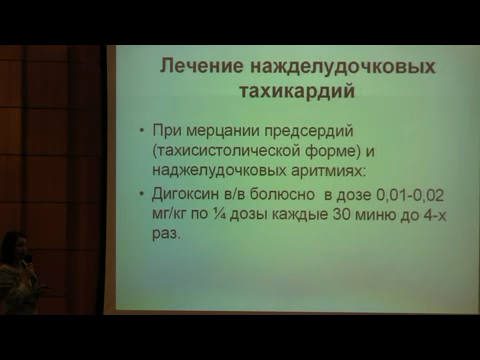 Лечение нажделудочковых
тахикардий
• При мерцании предсердий
(тахисистолической форме) и
наджелудочковых аритмиях:
• Дигоксин в/в болюсно в дозе 0,01-0,02
мг/кг по ¼ дозы каждые 30 миню до 4-х
раз.